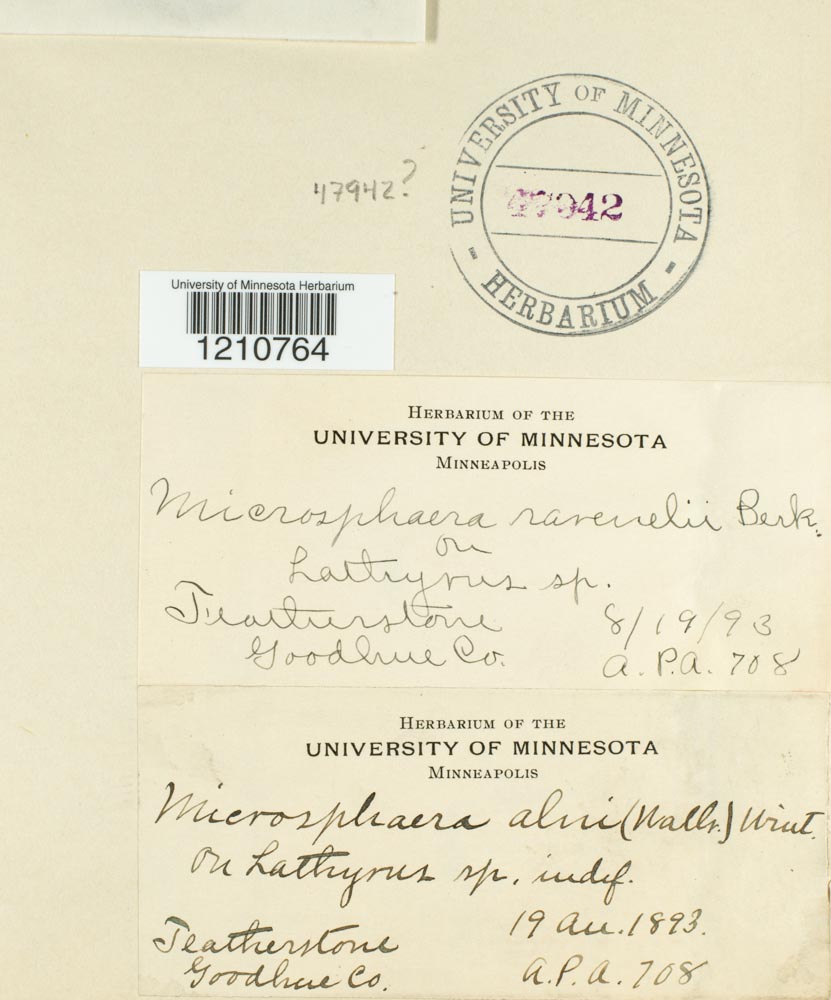 UNIVERSITY OF MINNESOTA
47942?
47942
- HERBARIUM -
University of Minnesota Herbarium
1210764
HERBARIUM OF THE
UNIVERSITY OF MINNESOTA
MINNEAPOLIS
Microsphaera ravenelii Berk.
on
Lathyrus sp.
Featherstone 8/19/93
Goodhue Co. A.P.A. 708
HERBARIUM OF THE
UNIVERSITY OF MINNESOTA
MINNEAPOLIS
Microsphaera alni (Wallr.) Wint.
on Lathyrus sp. indef.
19 Au. 1893.
Featherstone
Goodhue Co. A.P.A. 708